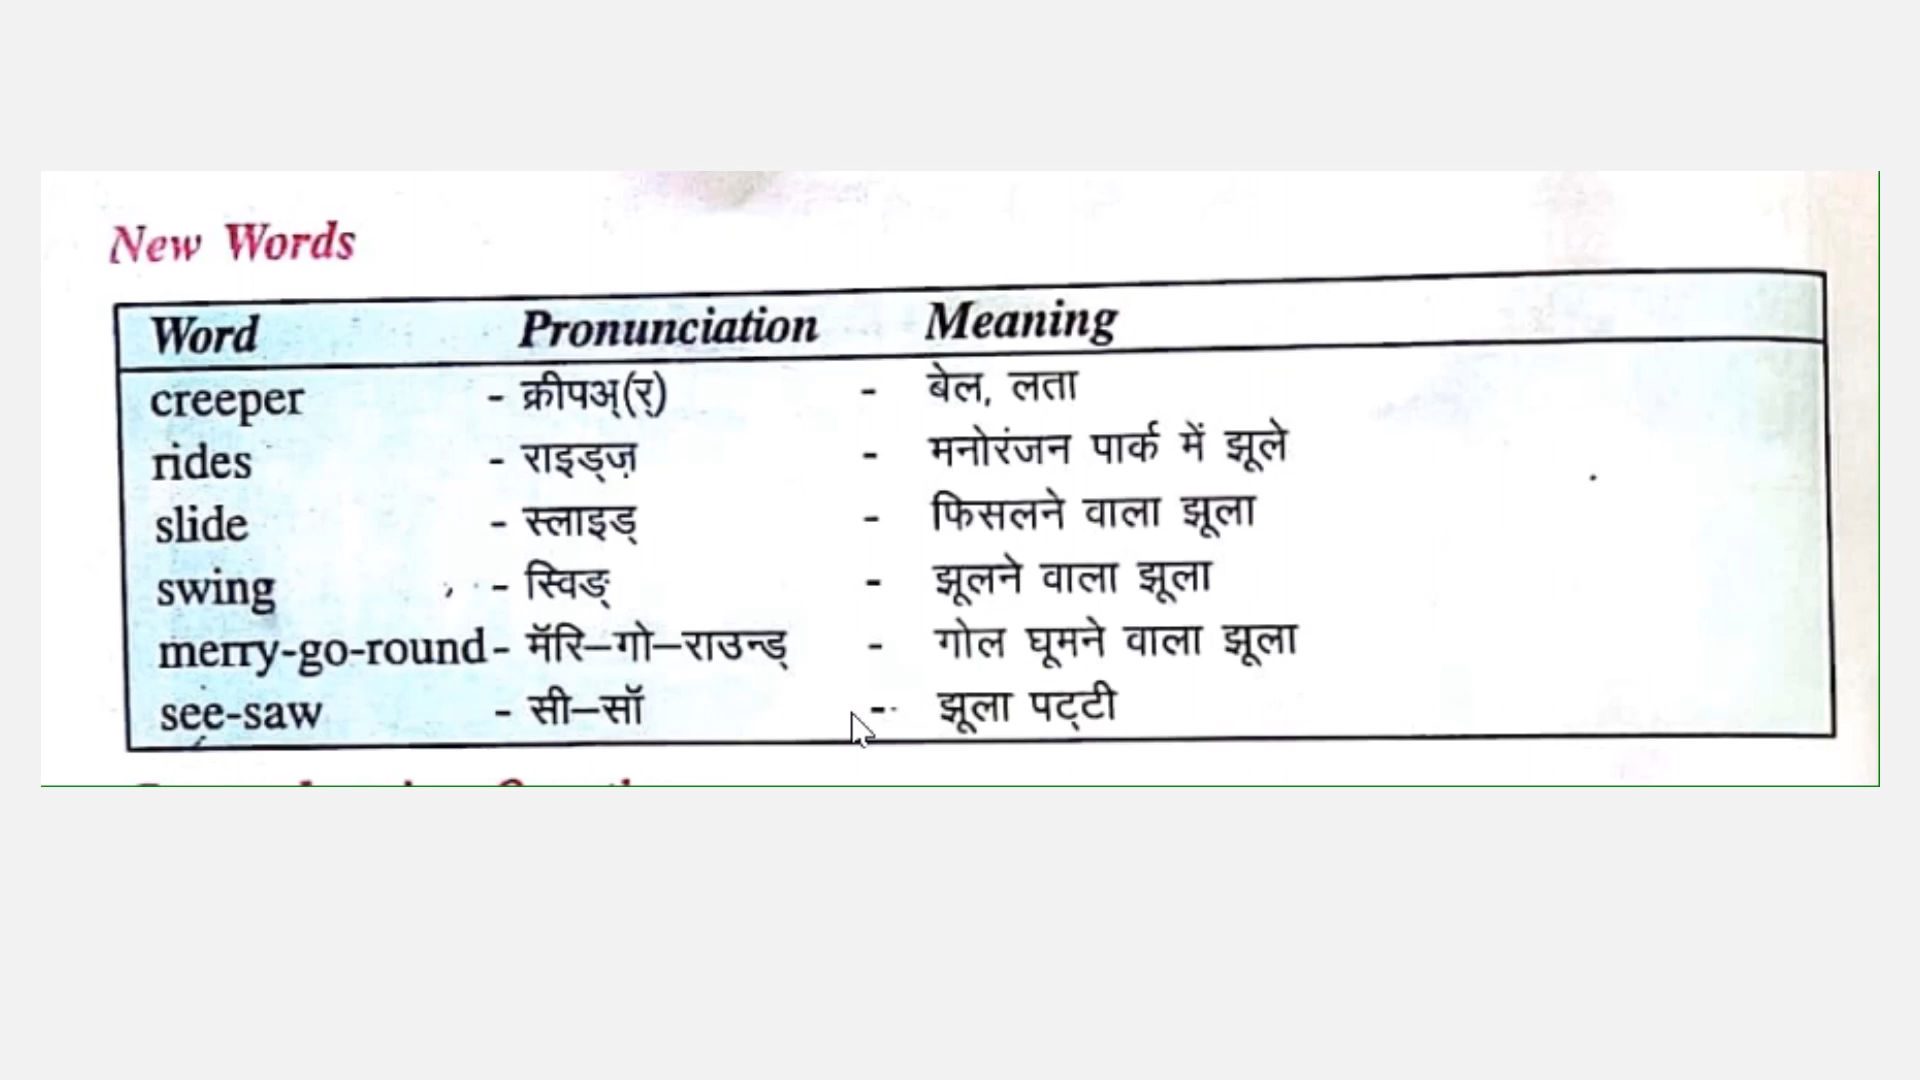 New Words
Word Pronunciation Meaning
creeper - क्रीपअ्(र्) - बेल, लता
rides - राइड्ज़ - मनोरंजन पार्क में झूले
slide - स्लाइड् - फिसलने वाला झूला
swing - स्विङ् - झूलने वाला झूला
merry-go-round - मॅरि–गो–राउन्ड् - गोल घूमने वाला झूला
see-saw - सी–सॉ - झूला पट्टी